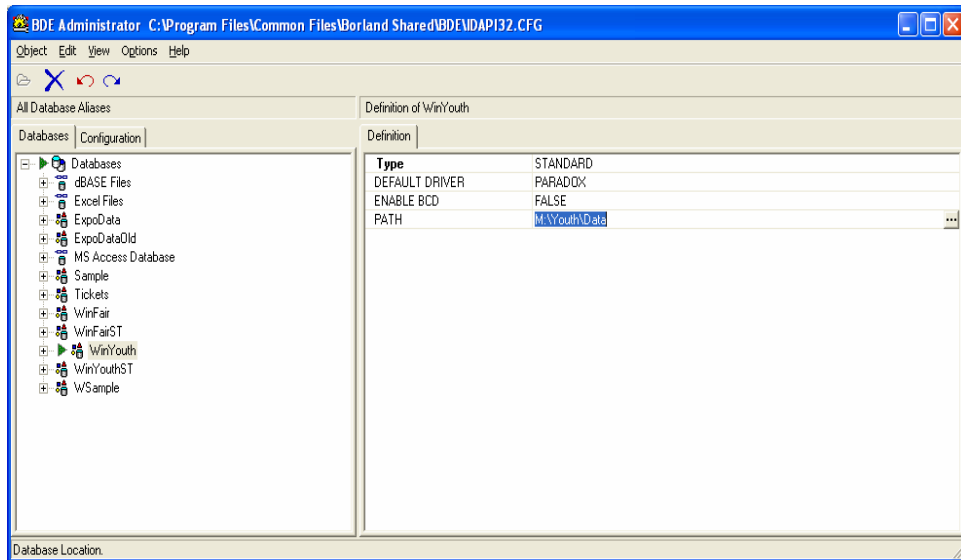 BDE Administrator C:\Program Files\Common Files\Borland Shared\BDE\IDAPI32.CFG
Object Edit View Options Help
All Database Aliases
Definition of WinYouth
Databases Configuration
Definition
Databases
dBASE Files
Excel Files
ExpoData
ExpoDataOld
MS Access Database
Sample
Tickets
WinFair
WinFairST
WinYouth
WinYouthST
WSample
Type STANDARD
DEFAULT DRIVER PARADOX
ENABLE BCD FALSE
PATH M:\Youth\Data
Database Location.